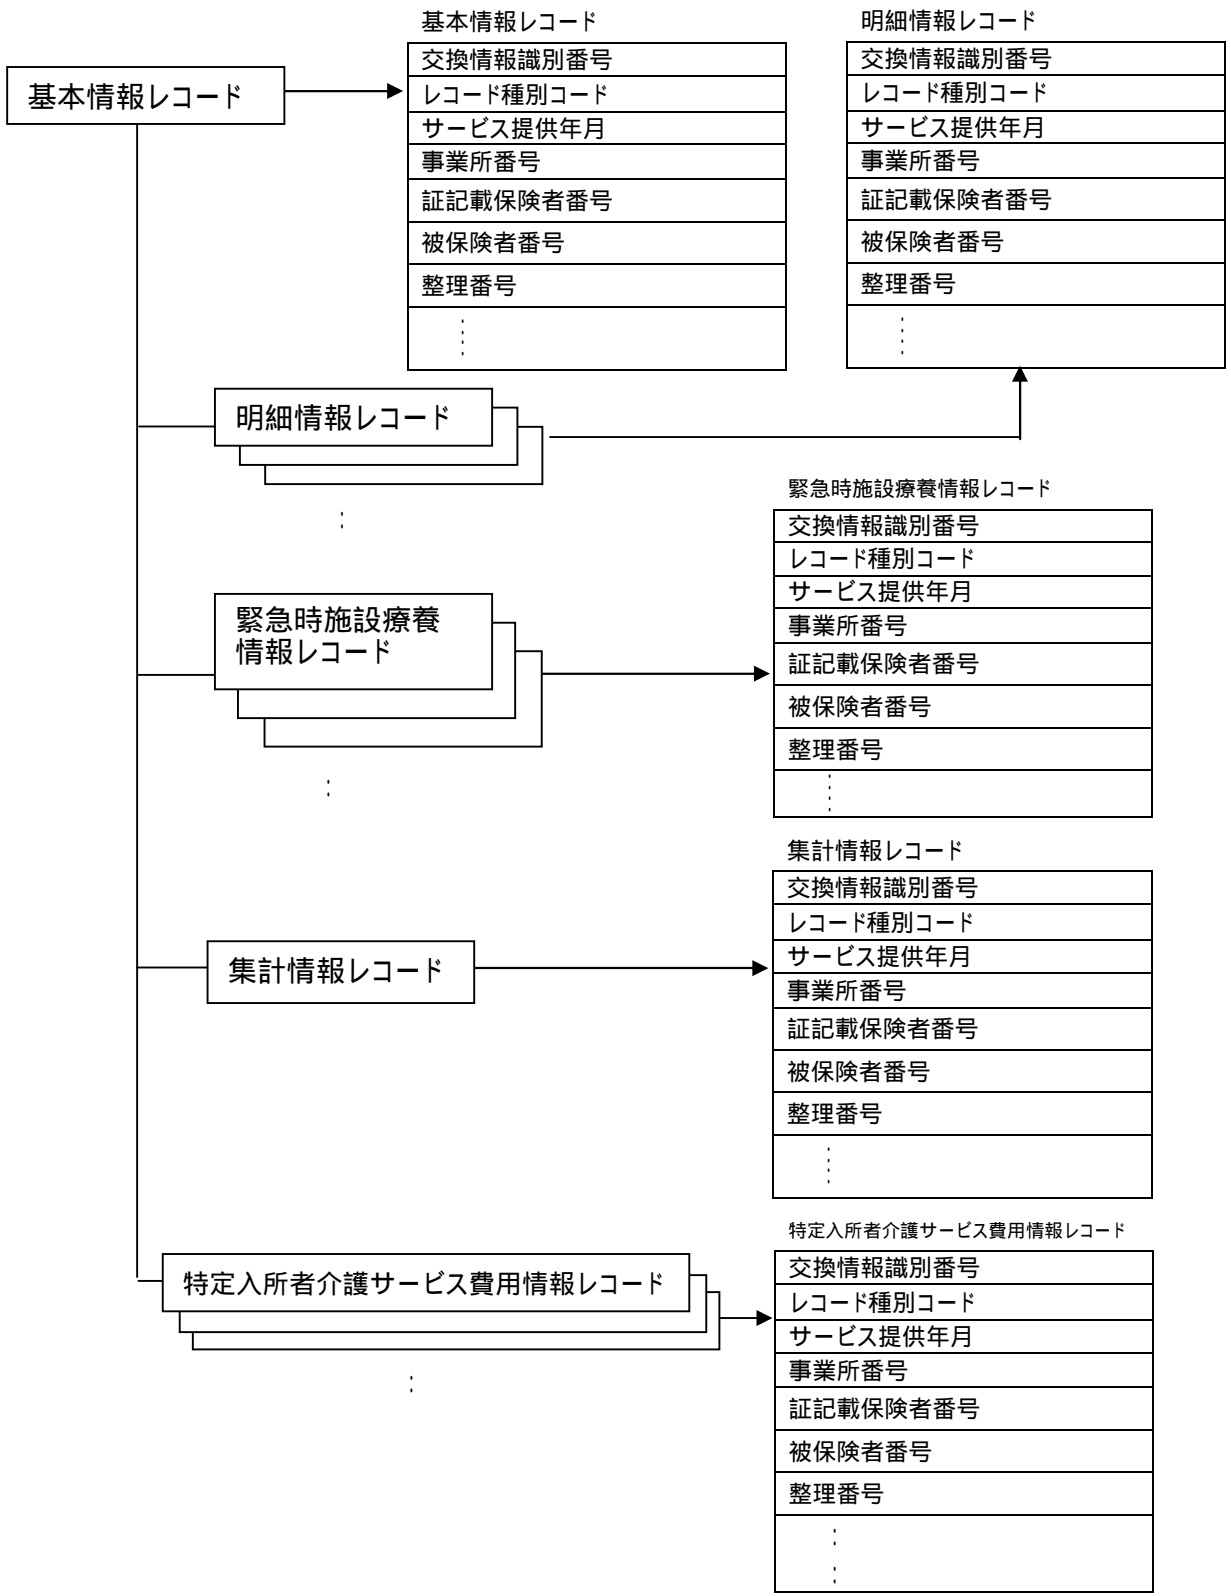 基本情報レコード
基本情報レコード
交換情報識別番号
レコード種別コード
サービス提供年月
事業所番号
証記載保険者番号
被保険者番号
整理番号
明細情報レコード
交換情報識別番号
レコード種別コード
サービス提供年月
事業所番号
証記載保険者番号
被保険者番号
整理番号
明細情報レコード
緊急時施設療養
情報レコード
緊急時施設療養情報レコード
交換情報識別番号
レコード種別コード
サービス提供年月
事業所番号
証記載保険者番号
被保険者番号
整理番号
集計情報レコード
集計情報レコード
交換情報識別番号
レコード種別コード
サービス提供年月
事業所番号
証記載保険者番号
被保険者番号
整理番号
特定入所者介護サービス費用情報レコード
特定入所者介護サービス費用情報レコード
交換情報識別番号
レコード種別コード
サービス提供年月
事業所番号
証記載保険者番号
被保険者番号
整理番号